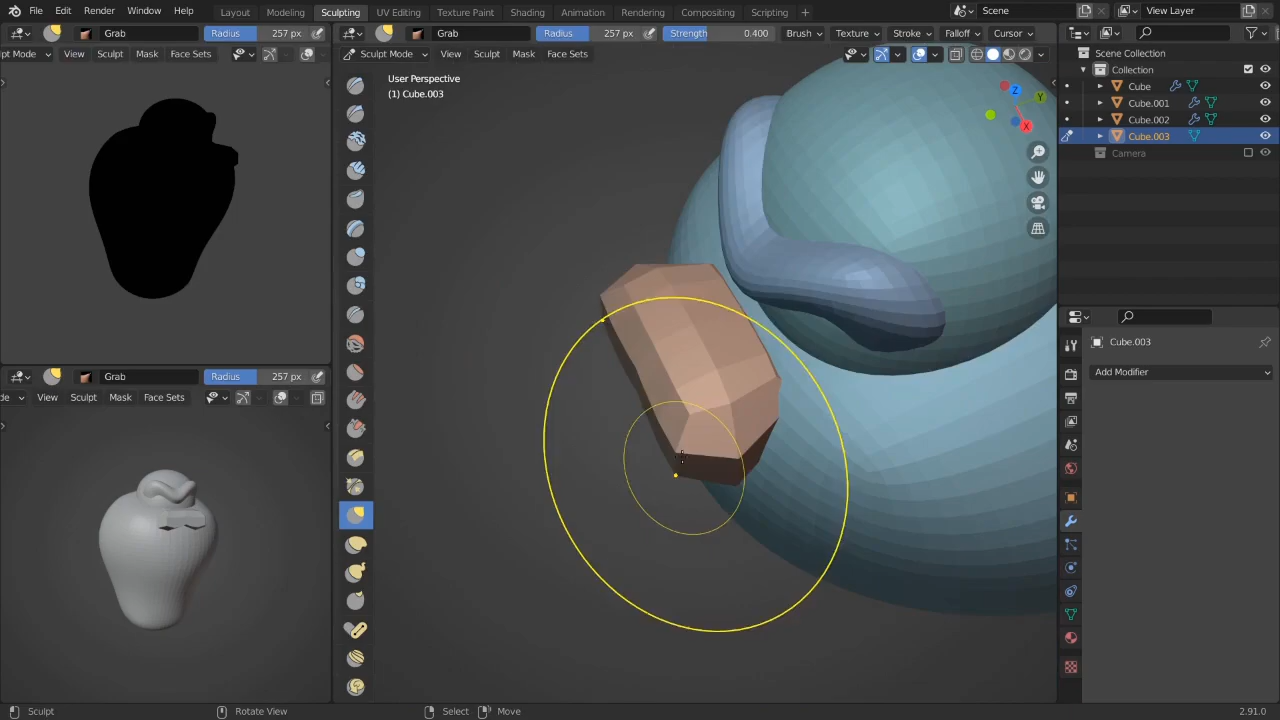 File Edit Render Window Help Layout Modeling Sculpting UV Editing Texture Paint Shading Animation Rendering Compositing Scripting + Scene View Layer
Grab Radius 257 px
pt Mode View Sculpt Mask Face Sets
Grab Radius 257 px Strength 0.400 Brush Texture Stroke Falloff Cursor
Sculpt Mode View Sculpt Mask Face Sets
User Perspective
(1) Cube.003
Z
Y
X
Grab Radius 257 px
de View Sculpt Mask Face Sets
Scene Collection
Collection
Cube
Cube.001
Cube.002
Cube.003
Camera
Cube.003
Add Modifier
Sculpt Rotate View Select Move 2.91.0